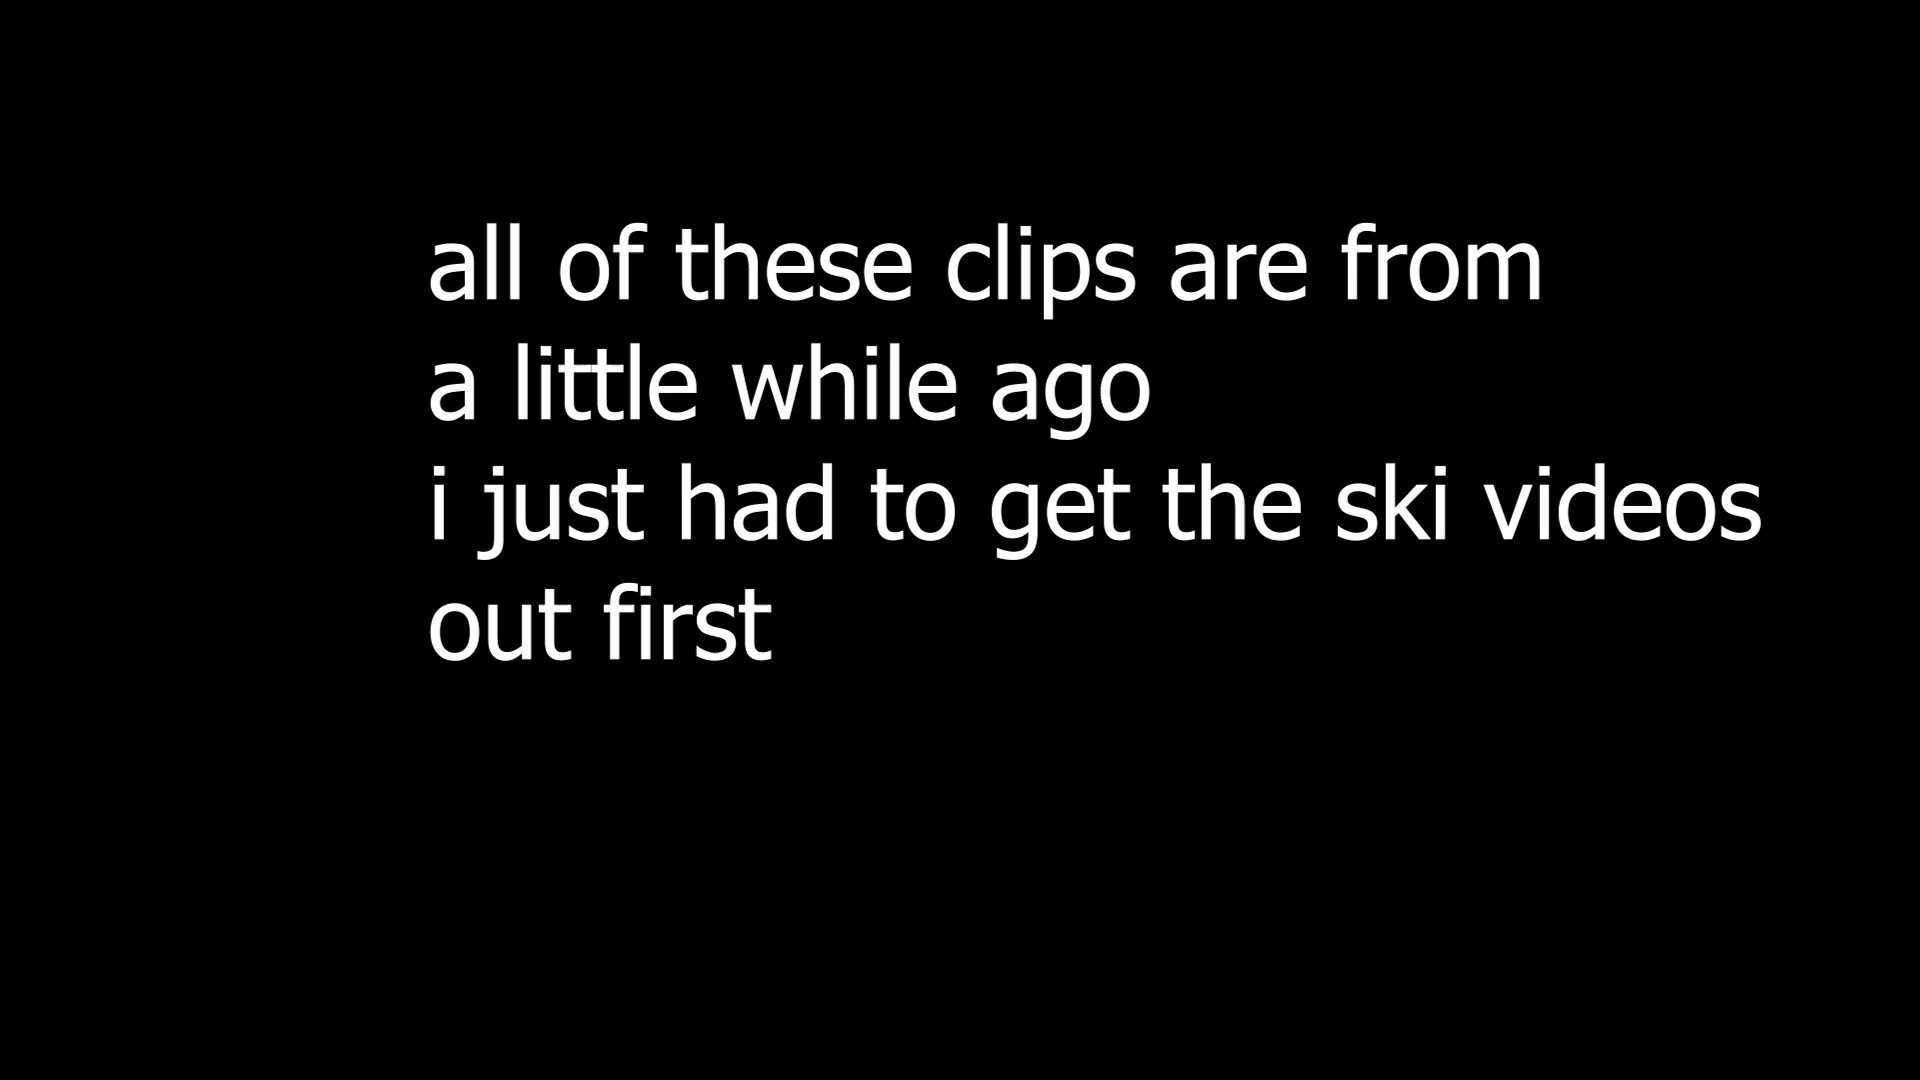 all of these clips are from
a little while ago
i just had to get the ski videos
out first